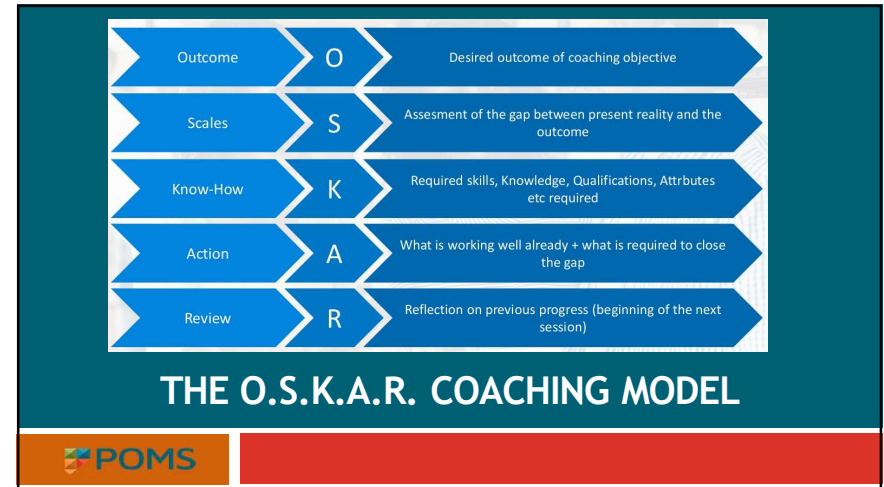 Outcome
O
Desired outcome of coaching objective
Scales
S
Assesment of the gap between present reality and the
outcome
Know-How
K
Required skills, Knowledge, Qualifications, Attrbutes
etc required
Action
A
What is working well already + what is required to close
the gap
Review
R
Reflection on previous progress (beginning of the next
session)
THE O.S.K.A.R. COACHING MODEL
POMS